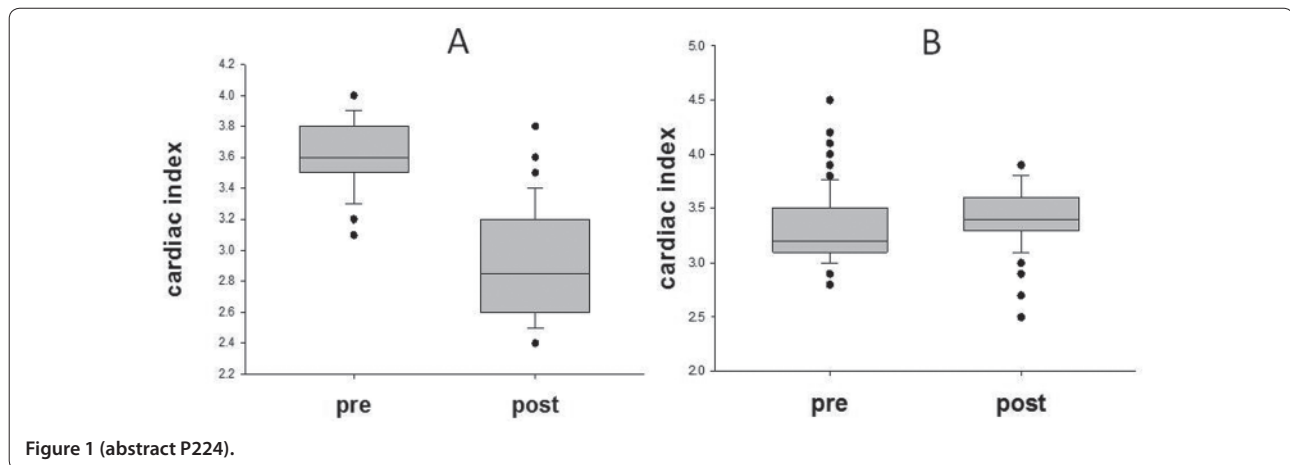 A
cardiac index
4.2
4.0
3.8
3.6
3.4
3.2
3.0
2.8
2.6
2.4
2.2
pre
post
B
cardiac index
5.0
4.5
4.0
3.5
3.0
2.5
2.0
pre
post
Figure 1 (abstract P224).